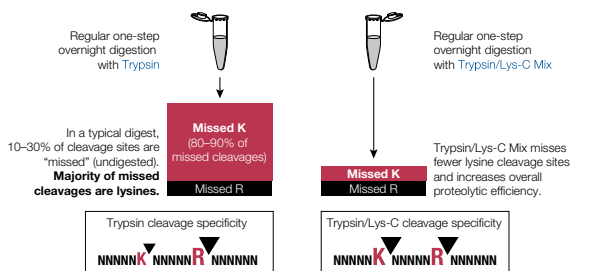 Regular one-step
overnight digestion
with Trypsin
Regular one-step
overnight digestion
with Trypsin/Lys-C Mix
In a typical digest,
10–30% of cleavage sites are
“missed” (undigested).
Majority of missed
cleavages are lysines.
Missed K
(80–90% of
missed cleavages)
Missed R
Missed K
Missed R
Trypsin/Lys-C Mix misses
fewer lysine cleavage sites
and increases overall
proteolytic efficiency.
Trypsin cleavage specificity
NNNNNKNNNNNRNNNNNN
Trypsin/Lys-C cleavage specificity
NNNNNKNNNNNRNNNNNN